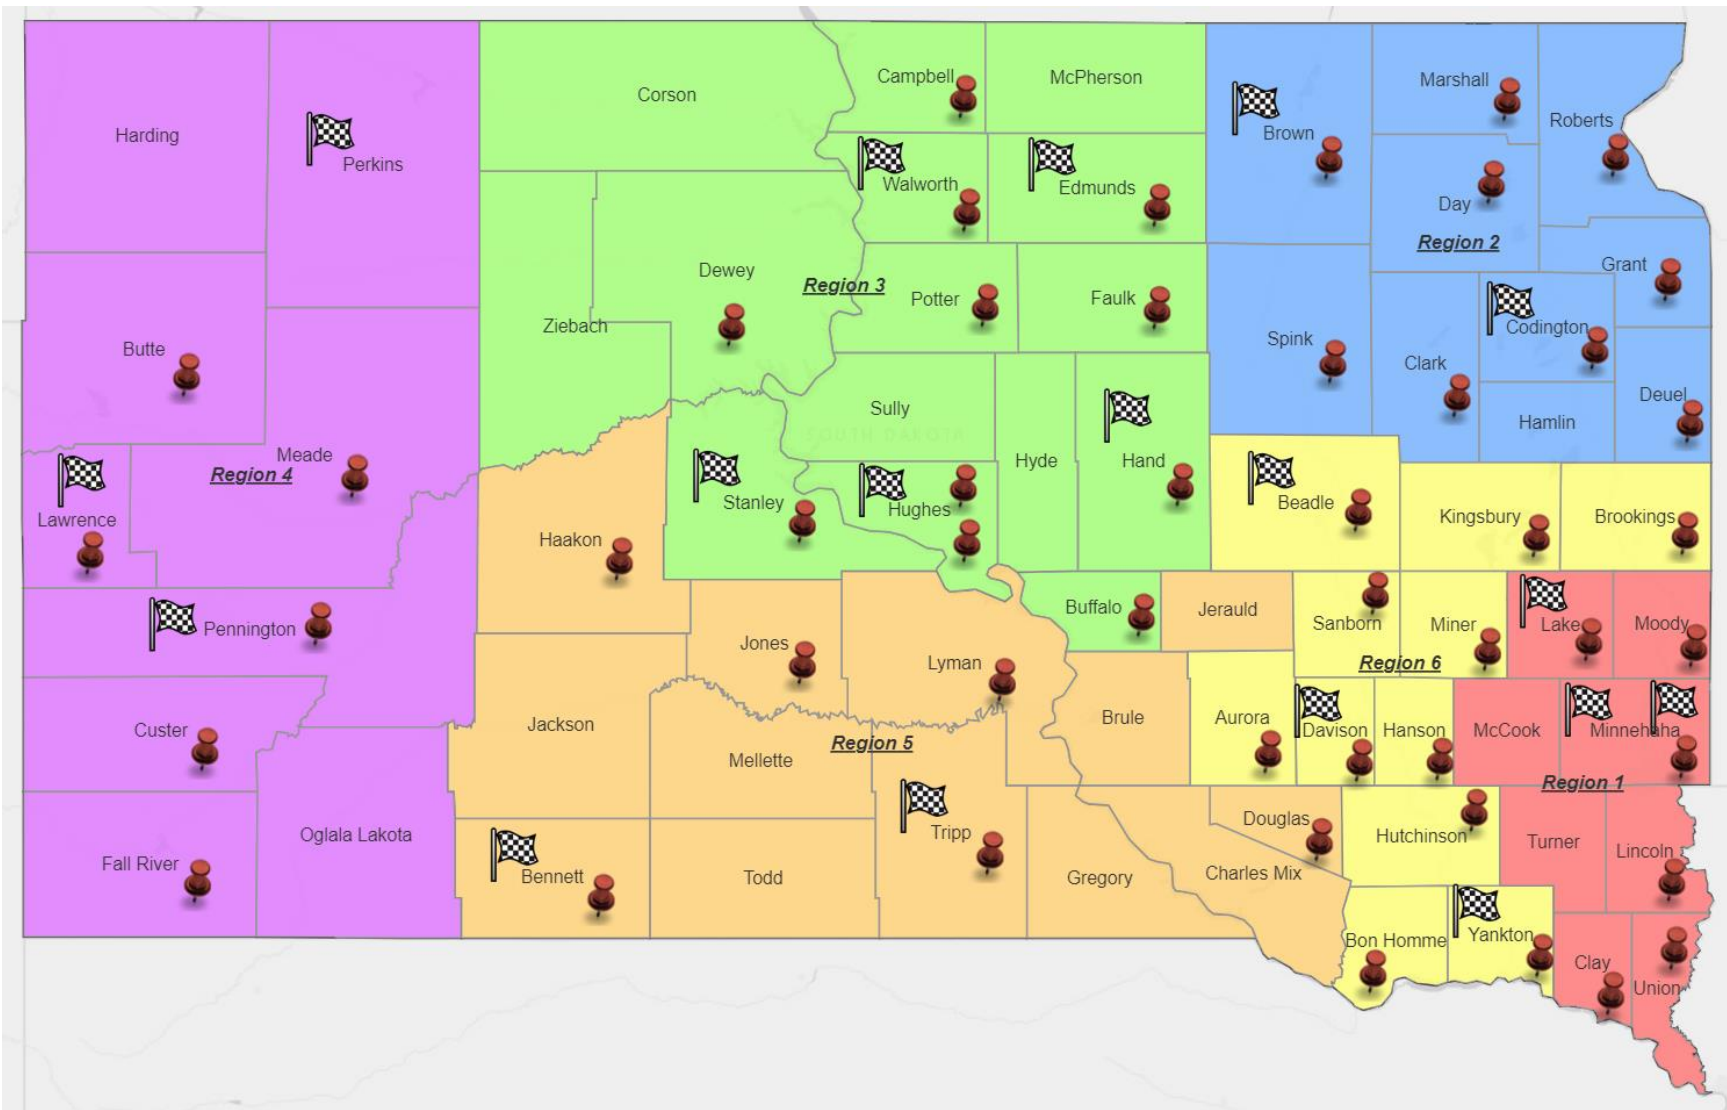 Harding
Perkins
Corson
Campbell
McPherson
Brown
Marshall
Roberts
Walworth
Edmunds
Day
Region 2
Butte
Ziebach
Dewey
Region 3
Potter
Faulk
Spink
Clark
Codington
Grant
Hamlin
Deuel
Meade
Region 4
Lawrence
Sully
SOUTH DAKOTA
Stanley
Hughes
Hyde
Hand
Beadle
Kingsbury
Brookings
Haakon
Pennington
Jones
Lyman
Buffalo
Jerauld
Sanborn
Miner
Lake
Moody
Region 6
Custer
Jackson
Mellette
Region 5
Brule
Aurora
Davison
Hanson
McCook
Minnehaha
Region 1
Fall River
Oglala Lakota
Bennett
Todd
Tripp
Gregory
Douglas
Charles Mix
Hutchinson
Turner
Lincoln
Bon Homme
Yankton
Clay
Union